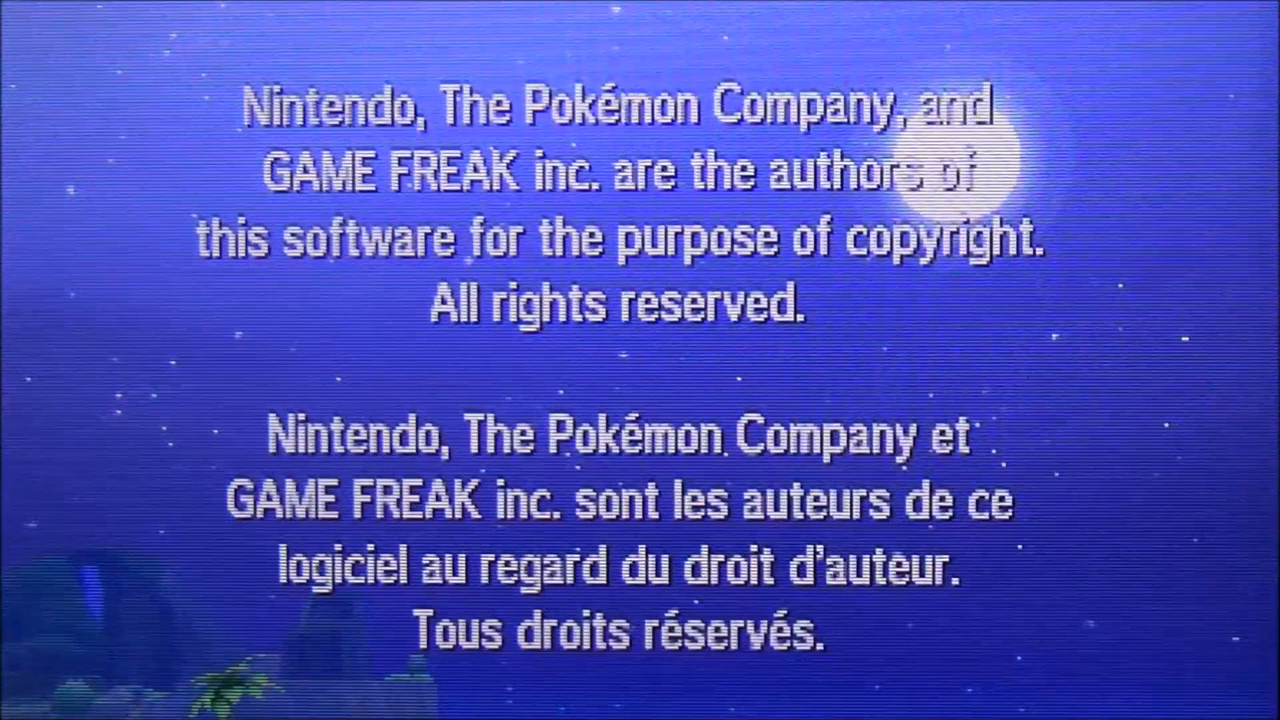 Nintendo, The Pokémon Company, and
GAME FREAK inc. are the authors of
this software for the purpose of copyright.
All rights reserved.
Nintendo, The Pokémon Company et
GAME FREAK inc. sont les auteurs de ce
logiciel au regard du droit d'auteur.
Tous droits réservés.